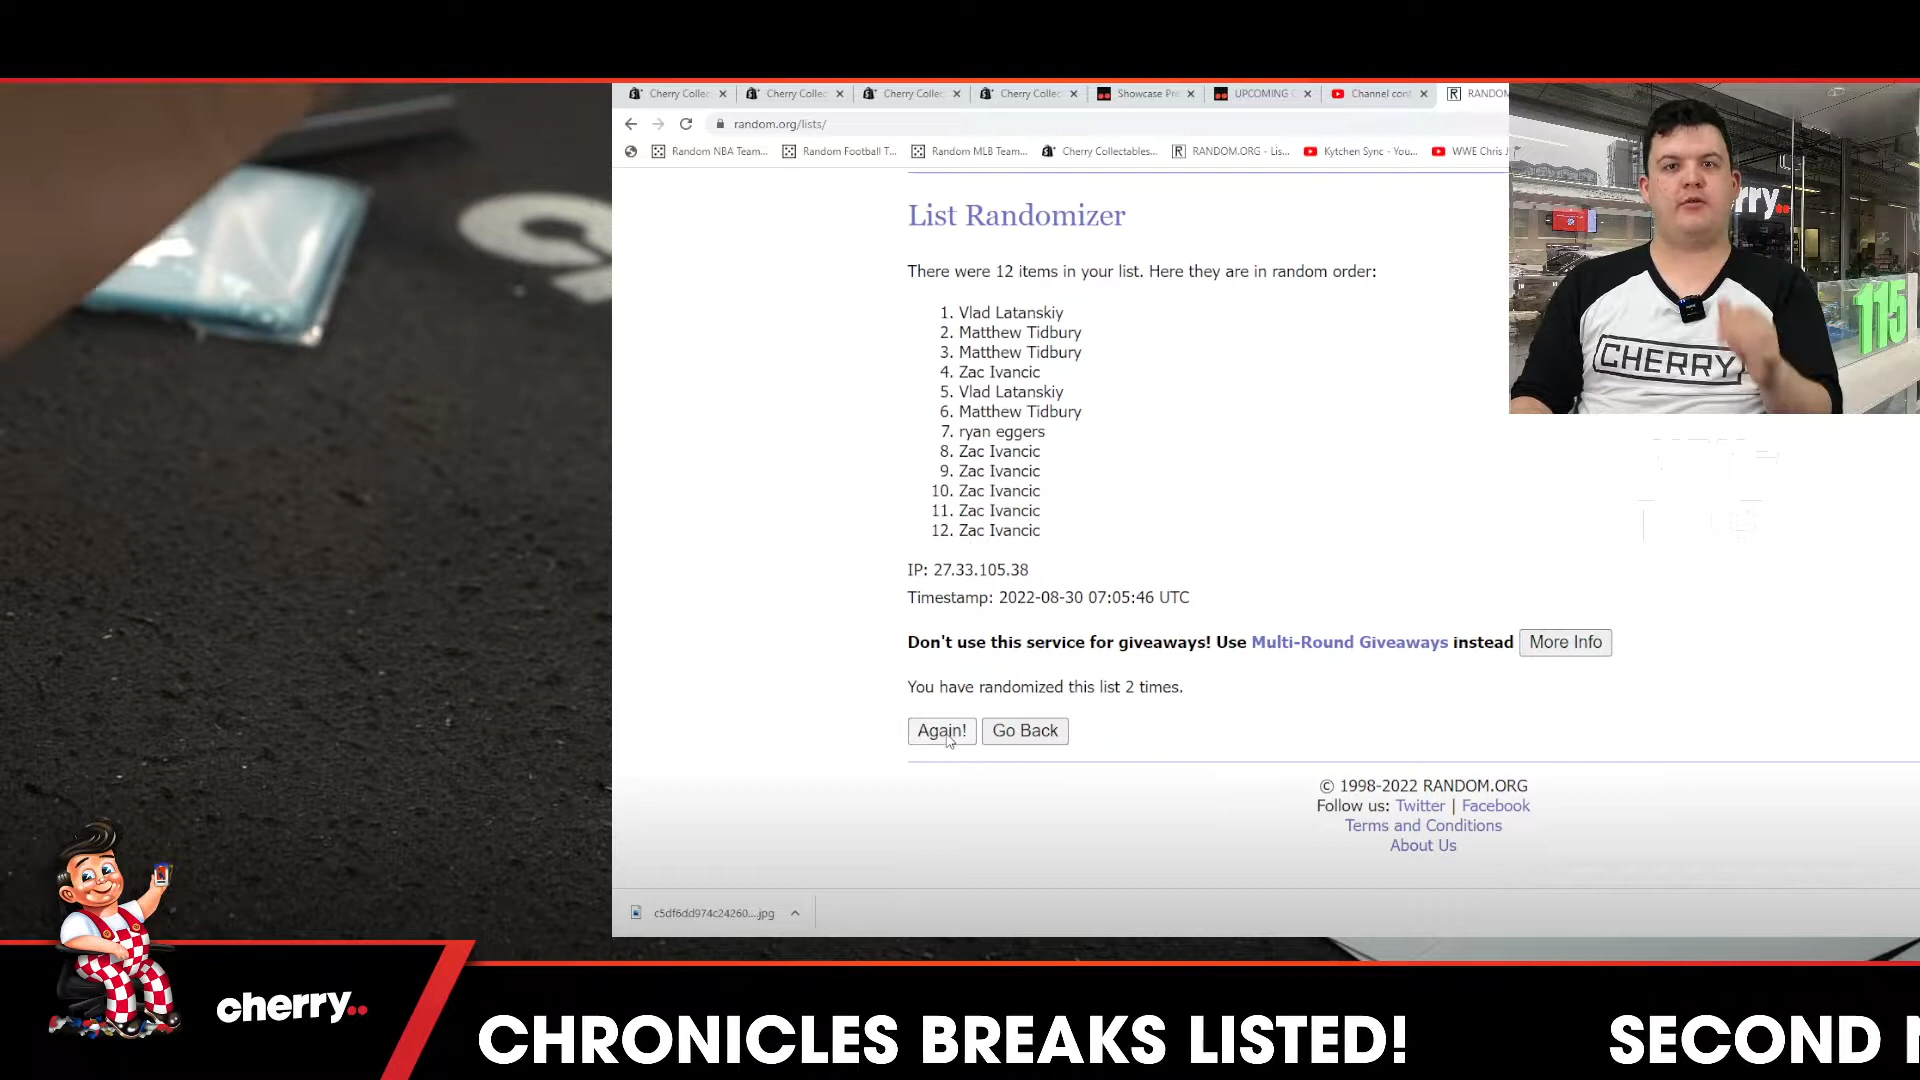 Cherry Collec
Cherry Collec
Cherry Collec
Cherry Collec
Showcase Pr
UPCOMING
Channel cont
RANDOM
random.org/lists/
Random NBA Team...
Random Football T...
Random MLB Team...
Cherry Collectables...
RANDOM.ORG - Lis...
Kytchen Sync - You...
WWE Chris J
List Randomizer
There were 12 items in your list. Here they are in random order:
1. Vlad Latanskiy
2. Matthew Tidbury
3. Matthew Tidbury
4. Zac Ivancic
5. Vlad Latanskiy
6. Matthew Tidbury
7. ryan eggers
8. Zac Ivancic
9. Zac Ivancic
10. Zac Ivancic
11. Zac Ivancic
12. Zac Ivancic
IP: 27.33.105.38
Timestamp: 2022-08-30 07:05:46 UTC
Don't use this service for giveaways! Use Multi-Round Giveaways instead More Info
You have randomized this list 2 times.
Again! Go Back
© 1998-2022 RANDOM.ORG
Follow us: Twitter | Facebook
Terms and Conditions
About Us
c5df6dd974c24260....jpg
rry..
115
CHERRY
cherry..
CHRONICLES BREAKS LISTED!
SECOND